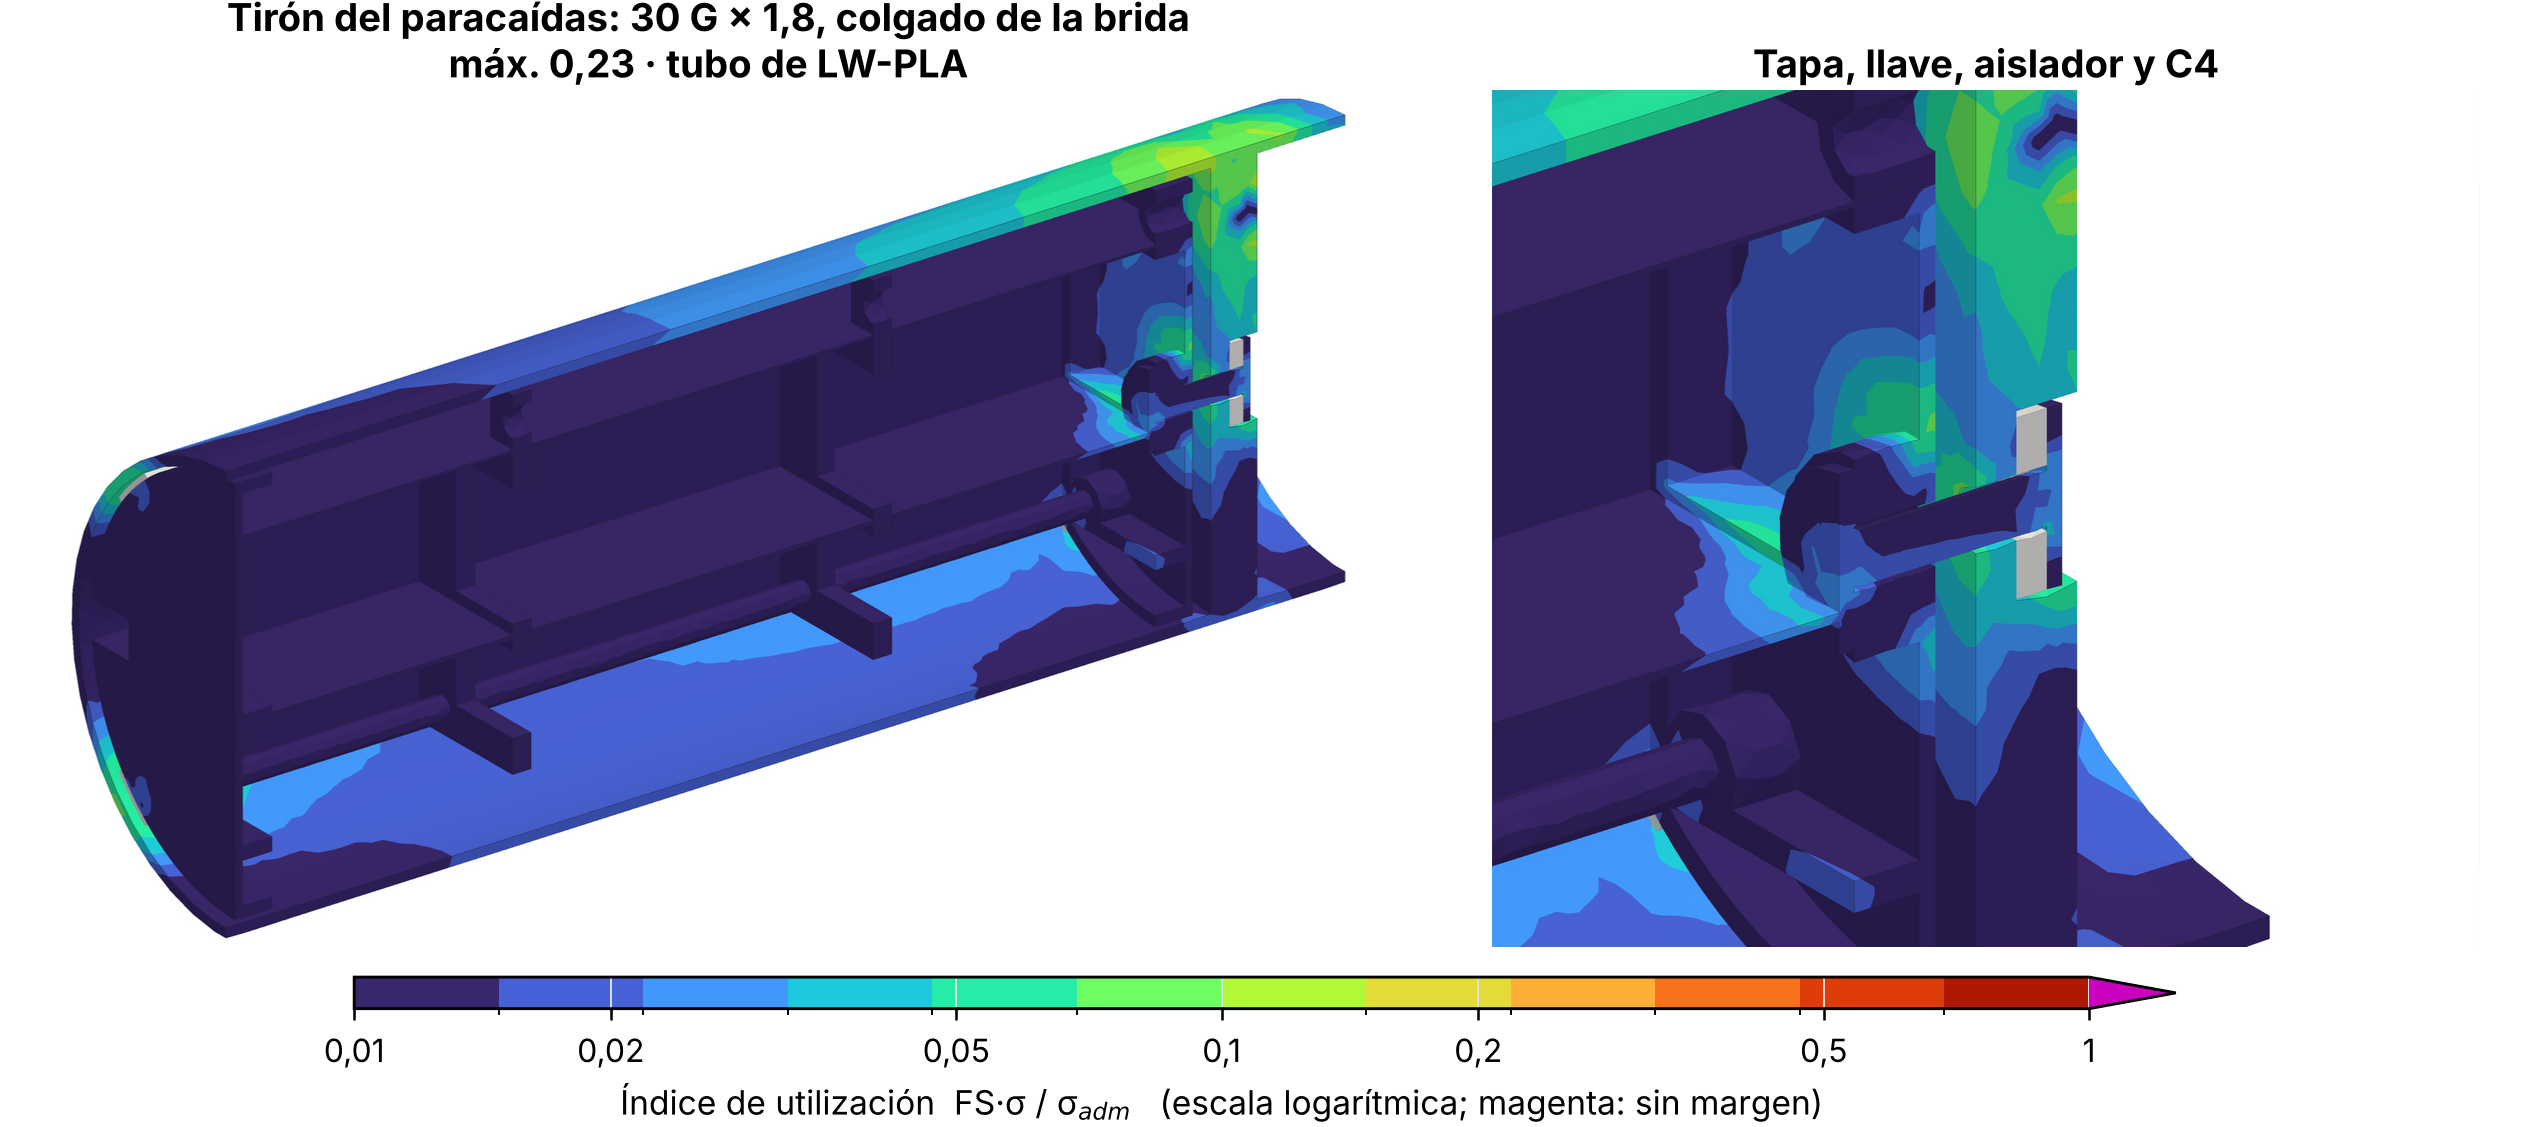 Tirón del paracaídas: 30 G × 1,8, colgado de la brida
máx. 0,23 · tubo de LW-PLA
Tapa, llave, aislador y C4
0,01 0,02 0,05 0,1 0,2 0,5 1
Índice de utilización FS·σ / σadm (escala logarítmica; magenta: sin margen)